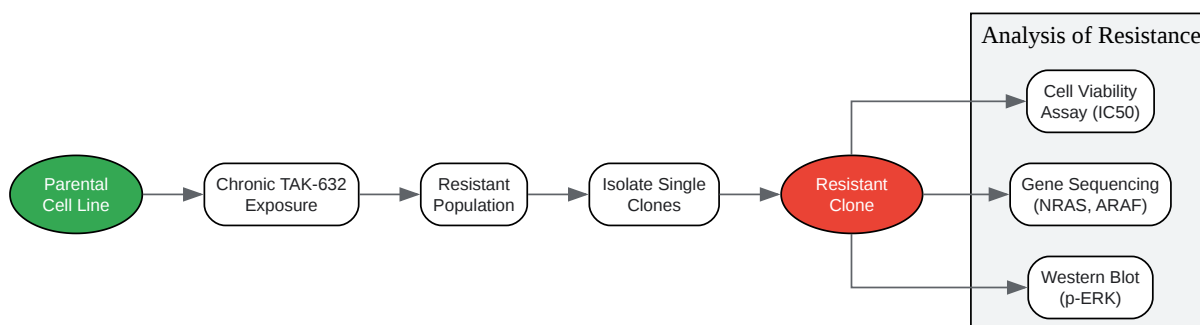 Analysis of Resistance
Parental
Cell Line
Chronic TAK-632
Exposure
Resistant
Population
Isolate Single
Clones
Resistant
Clone
Cell Viability
Assay (IC50)
Gene Sequencing
(NRAS, ARAF)
Western Blot
(p-ERK)